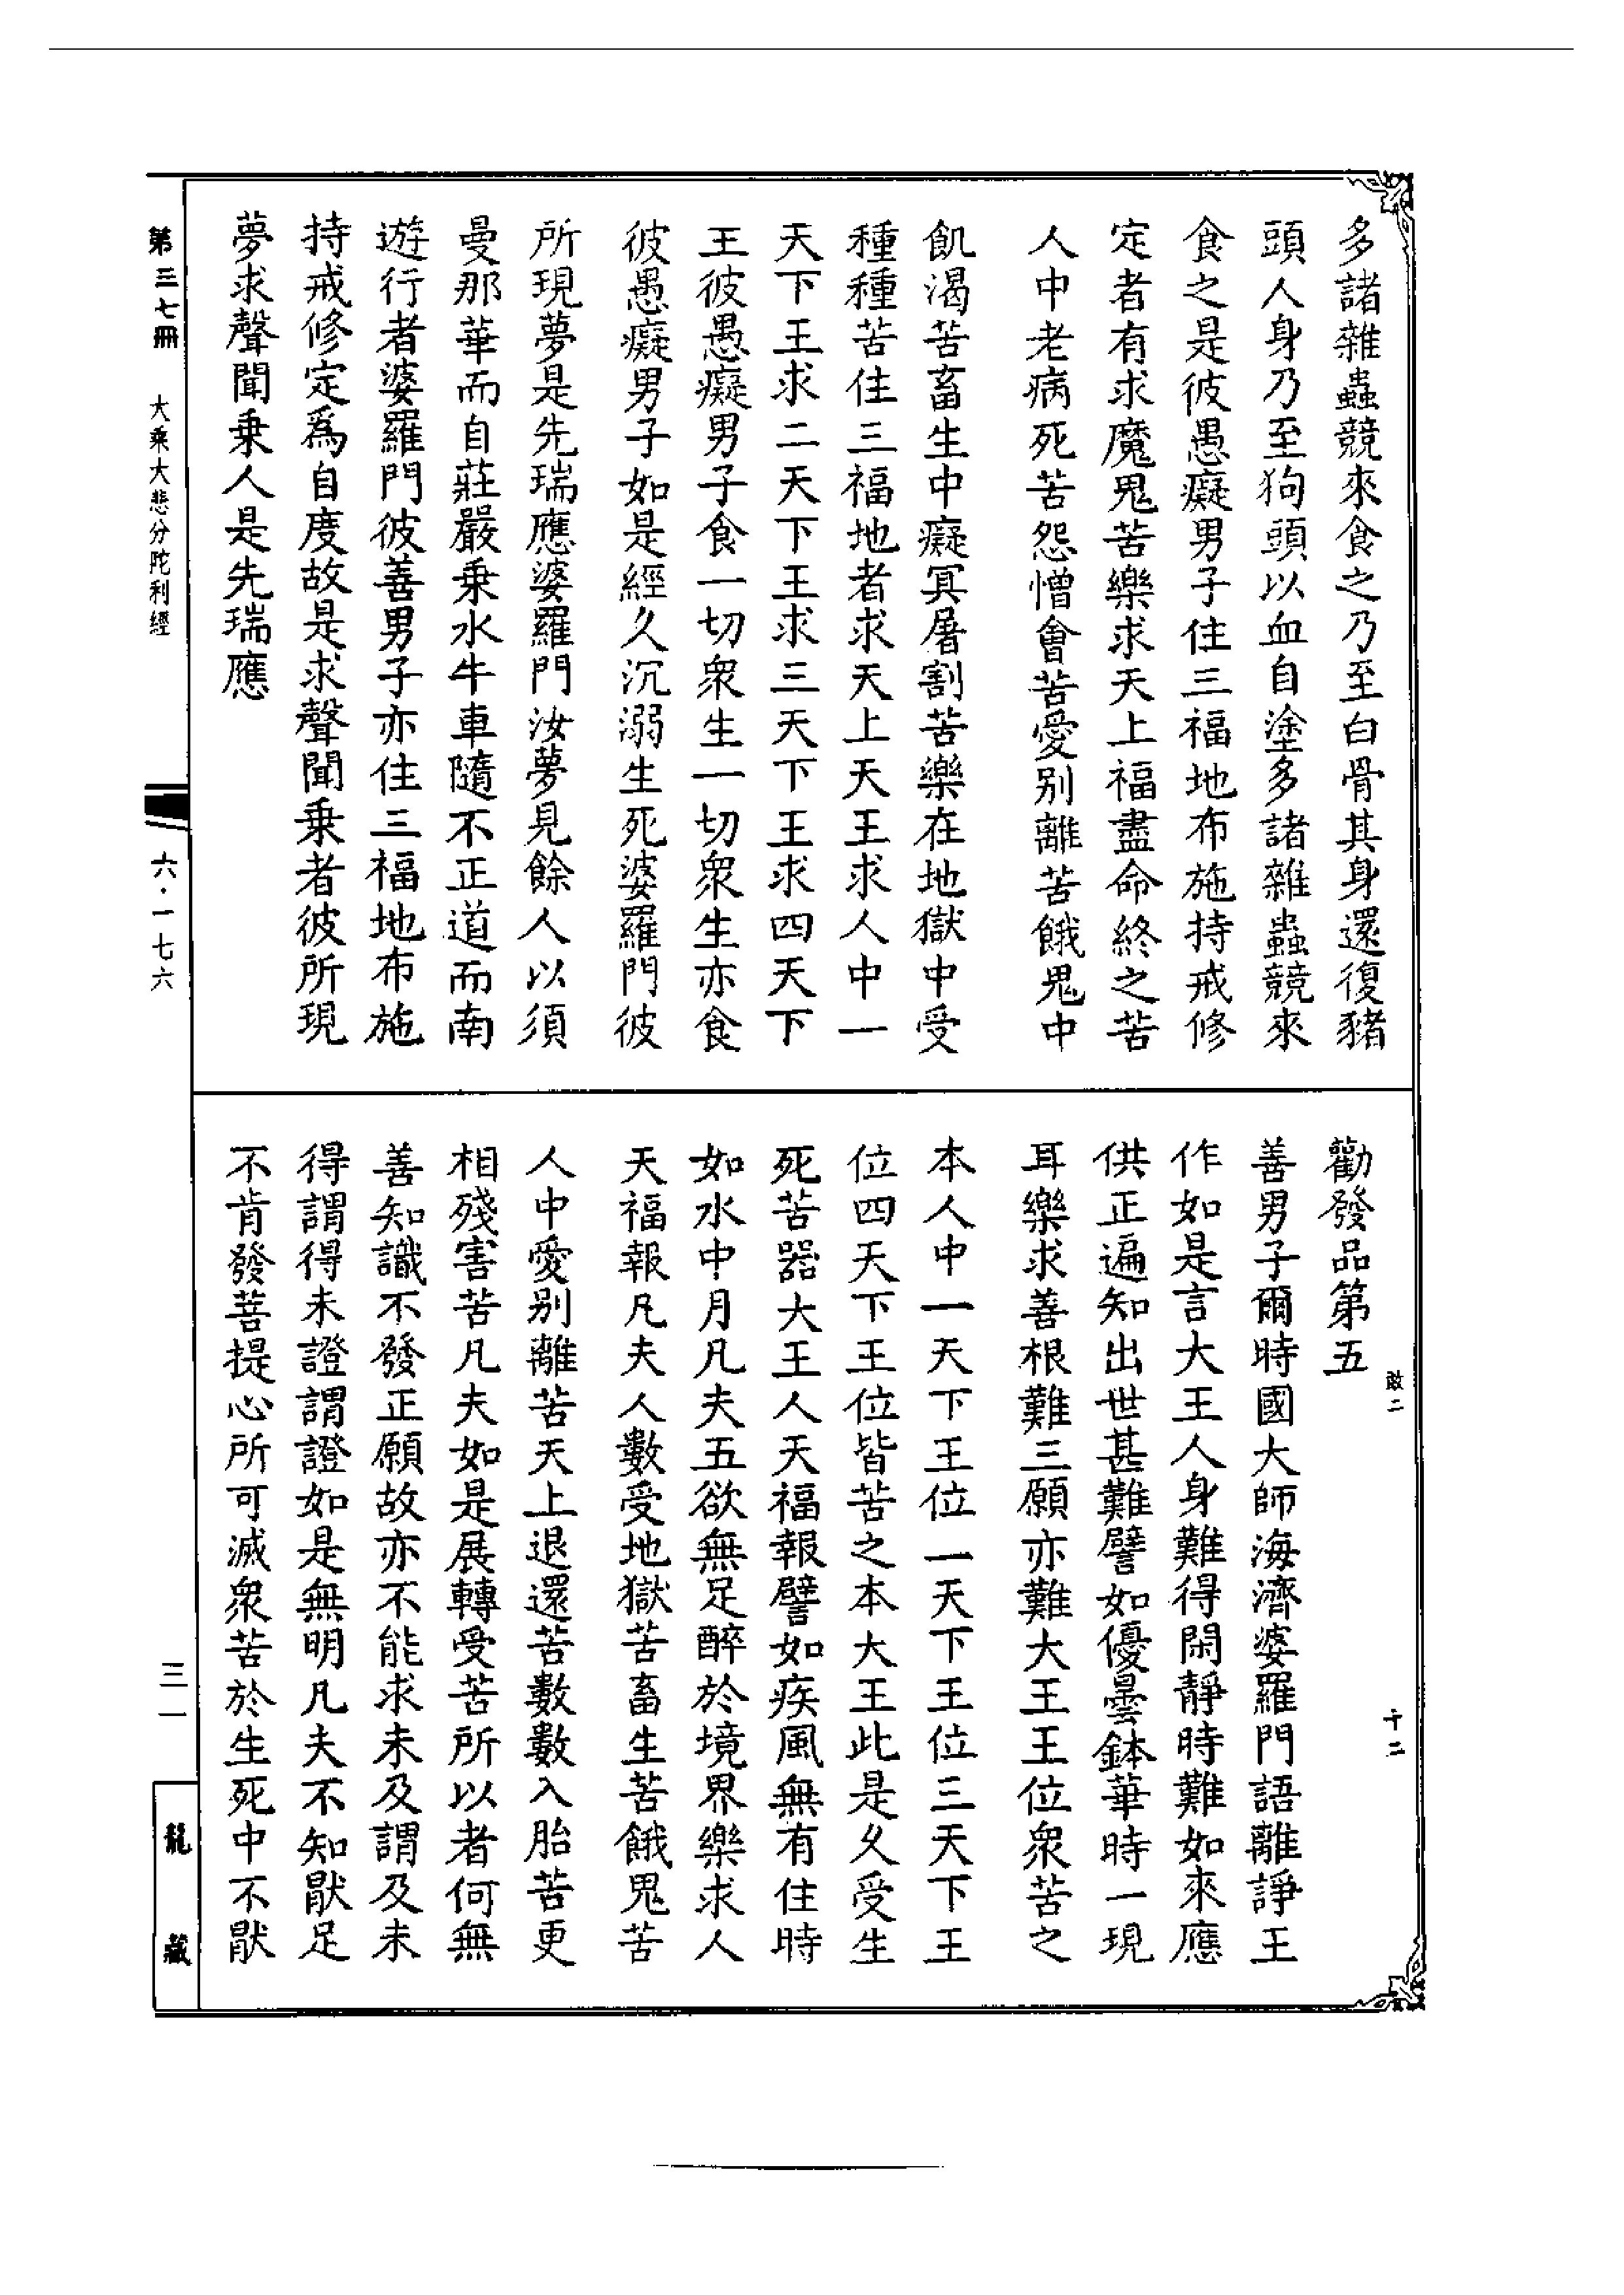 多諸雜蟲競來食之乃至白骨其身還復豬
頭人身乃至狗頭以血自塗多諸雜蟲競來
食之是彼愚癡男子住三福地布施持戒修
定者有求魔鬼苦樂求天上福盡命終之苦
人中老病死苦怨憎會苦愛別離苦餓鬼中
飢渴苦畜生中癡冥屠割苦樂在地獄中受
種種苦住三福地者求天上天王求人中一
天下王求二天下王求三天下王求四天下
王彼愚癡男子食一切眾生一切眾生亦食
彼愚癡男子如是經久沉溺生死婆羅門彼
所現夢是先瑞應婆羅門汝夢見餘人以須
曼那華而自莊嚴乗水牛車隨不正道而南
遊行者婆羅門彼善男子亦住三福地布施
持戒修定為自度故是求聲聞乗者彼所現
夢求聲聞乗人是先瑞應
勸發品第五
善男子爾時國大師海濟婆羅門語離諍王
作如是言大王人身難得閑靜時難如來應
供正遍知出世甚難譬如優曇鉢華時一現
耳樂求善根難三願亦難大王王位眾苦之
本人中一天下王位一天下王位三天下王
位四天下王位皆苦之本大王此是久受生
死苦器大王人天福報譬如疾風無有住時
如水中月凡夫五欲無足醉於境界樂求人
天福報凡夫人數受地獄苦畜生苦餓鬼苦
人中愛別離苦天上退還苦數數入胎苦更
相殘害苦凡夫如是展轉受苦所以者何無
善知識不發正願故亦不能求未及謂及未
得謂得未證謂證如是無明凡夫不知猒足
不肯發菩提心所可滅眾苦於生死中不猒
敢二
十二
第三七冊
大乘大悲分陀利經
六·一七六
三一
龍藏